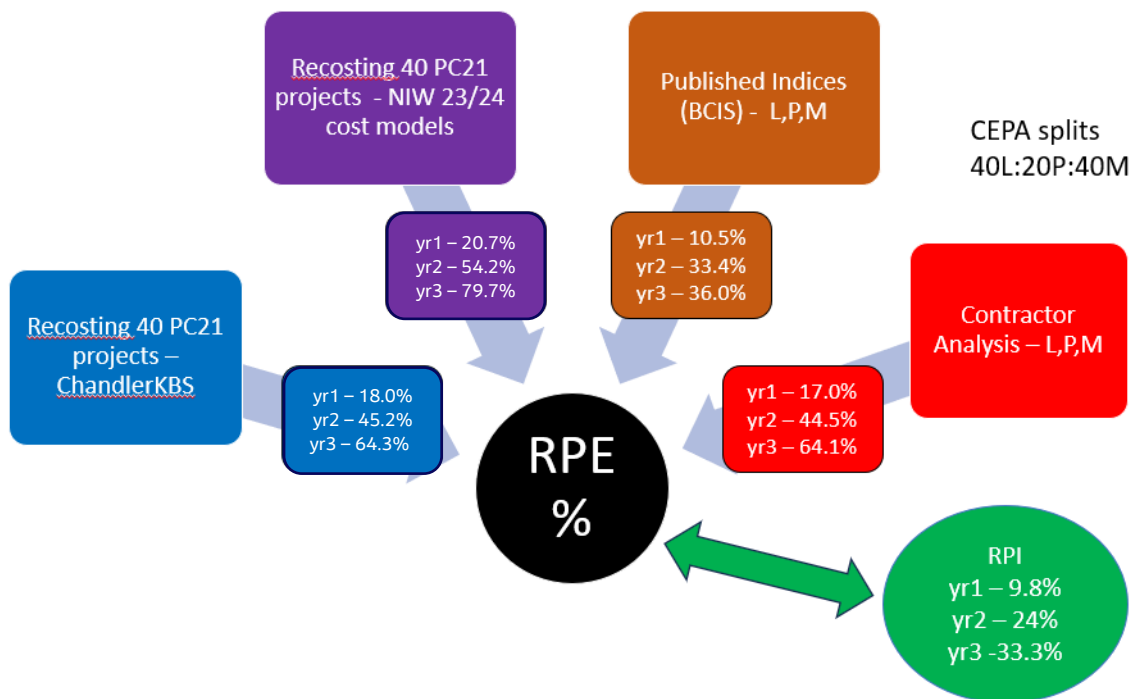 Recosting 40 PC21
projects - NIW 23/24
cost models
Published Indices
(BCIS) - L,P,M
CEPA splits
40L:20P:40M
yr1 – 20.7%
yr2 – 54.2%
yr3 – 79.7%
yr1 – 10.5%
yr2 – 33.4%
yr3 – 36.0%
Recosting 40 PC21
projects –
ChandlerKBS
Contractor
Analysis – L,P,M
yr1 – 18.0%
yr2 – 45.2%
yr3 – 64.3%
yr1 – 17.0%
yr2 – 44.5%
yr3 – 64.1%
RPE
%
RPI
yr1 – 9.8%
yr2 – 24%
yr3 -33.3%